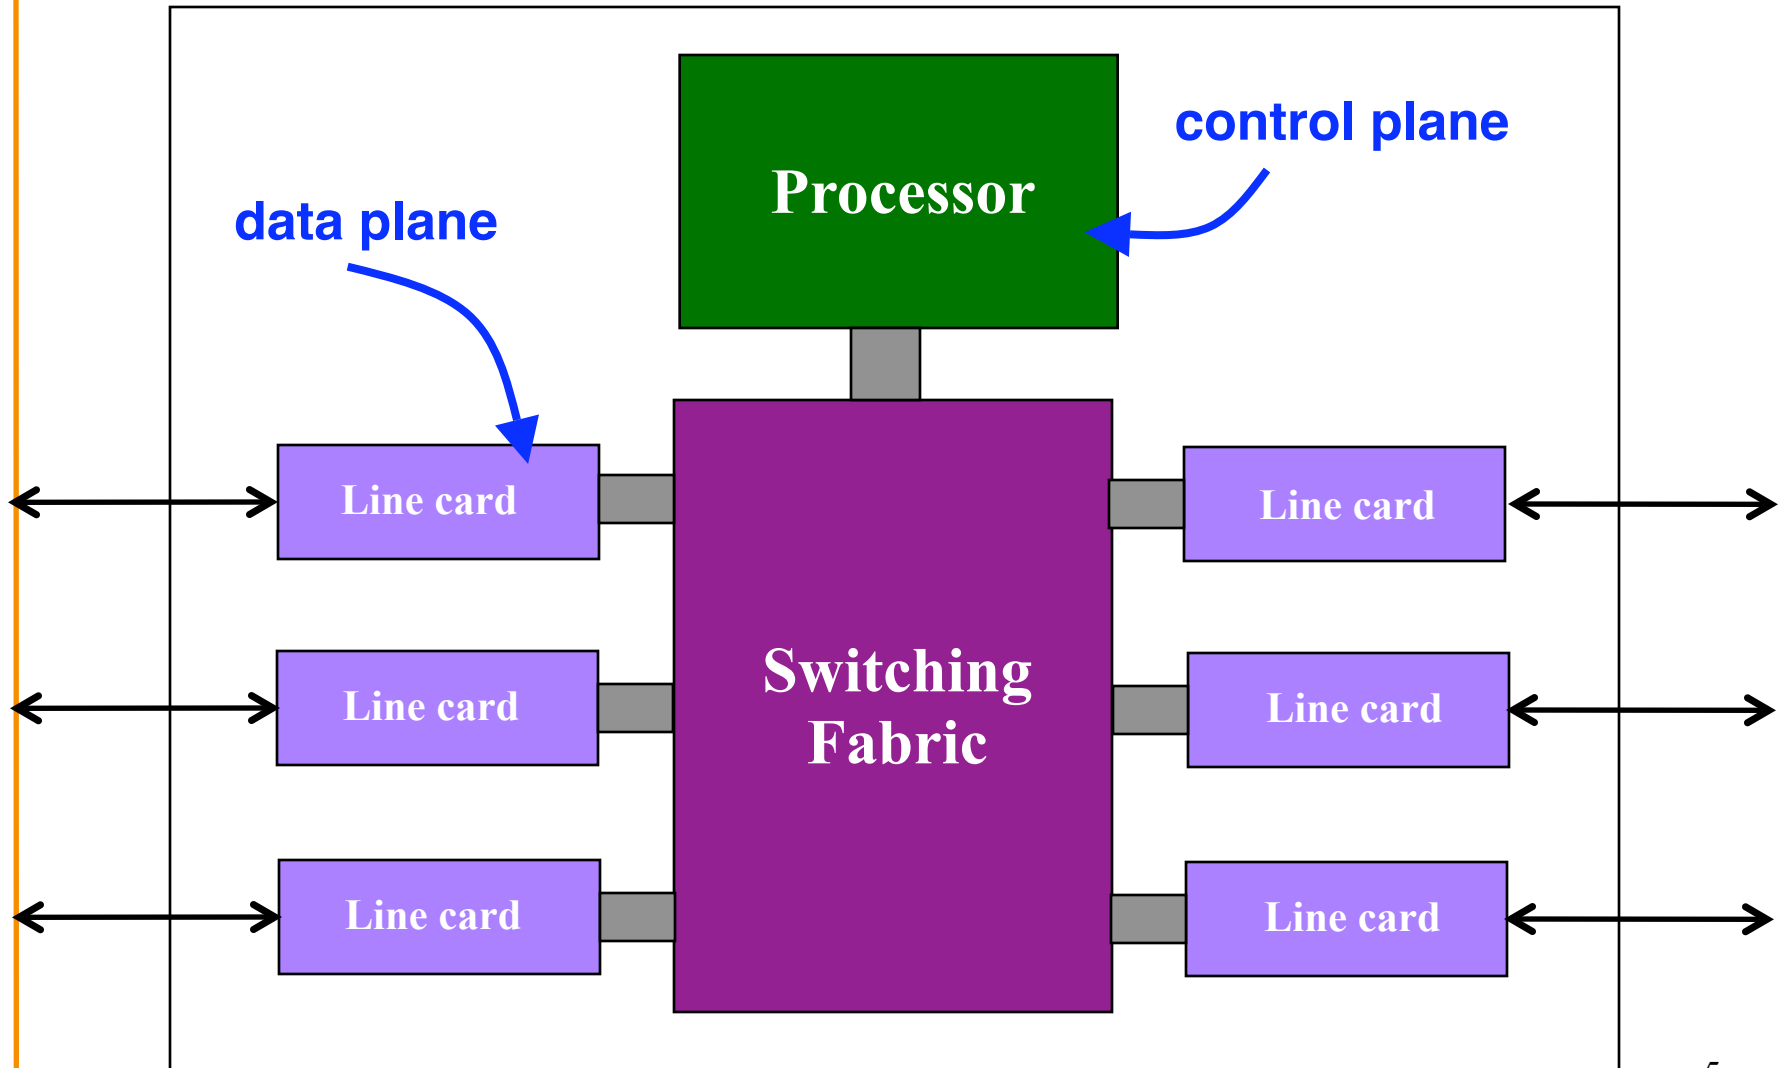 control plane
Processor
data plane
Line card
Line card
Switching
Fabric
Line card
Line card
Line card
Line card